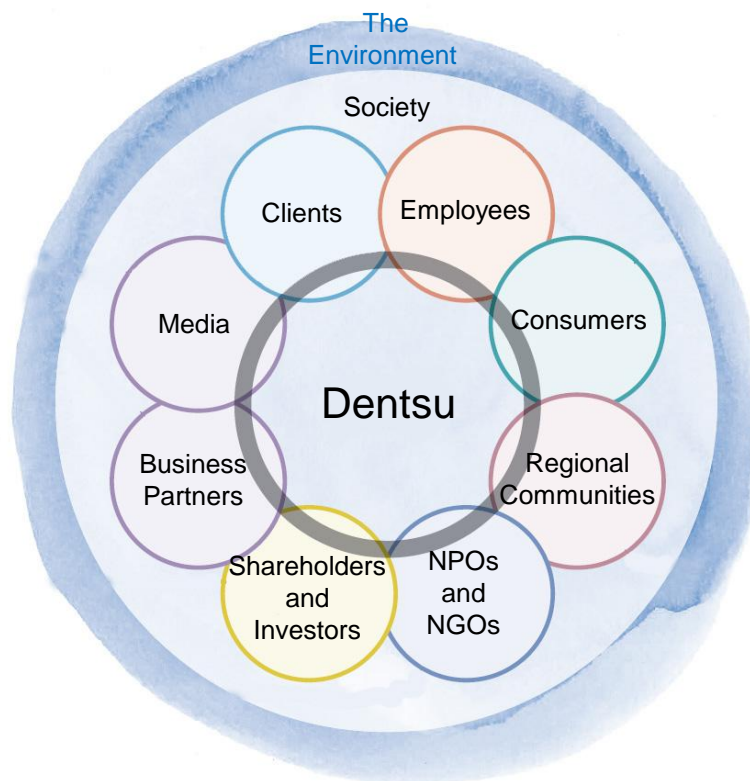 The
Environment
Society
Clients
Employees
Media
Consumers
Dentsu
Business
Partners
Regional
Communities
Shareholders
and
Investors
NPOs
and
NGOs